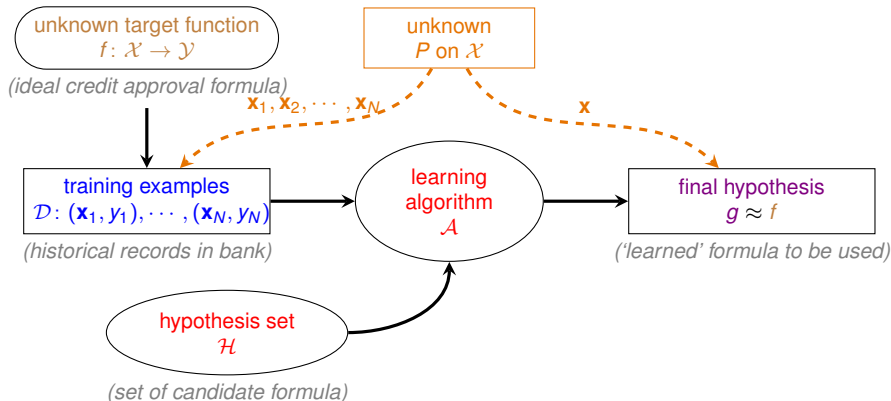 unknown target function
f: 𝒳 → 𝒴
(ideal credit approval formula)
unknown
P on 𝒳
x₁, x₂, ⋯ , x_N
x
training examples
𝒟: (x₁, y₁), ⋯ , (x_N, y_N)
(historical records in bank)
learning
algorithm
𝒜
final hypothesis
g ≈ f
('learned' formula to be used)
hypothesis set
ℋ
(set of candidate formula)